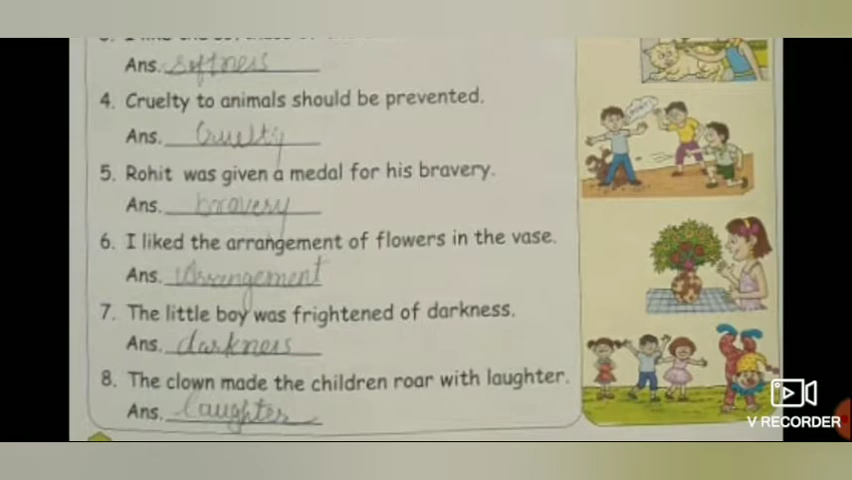 Ans. softness
4. Cruelty to animals should be prevented.
Ans. Cruelty
5. Rohit was given a medal for his bravery.
Ans. bravery
6. I liked the arrangement of flowers in the vase.
Ans. Arrangement
7. The little boy was frightened of darkness.
Ans. darkness
8. The clown made the children roar with laughter.
Ans. laughter
V RECORDER